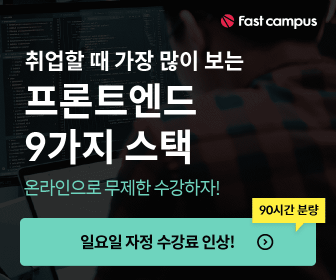 fast campus
취업할 때 가장 많이 보는
프론트엔드
9가지 스택
온라인으로 무제한 수강하자!
90시간 분량
일요일 자정 수강료 인상!